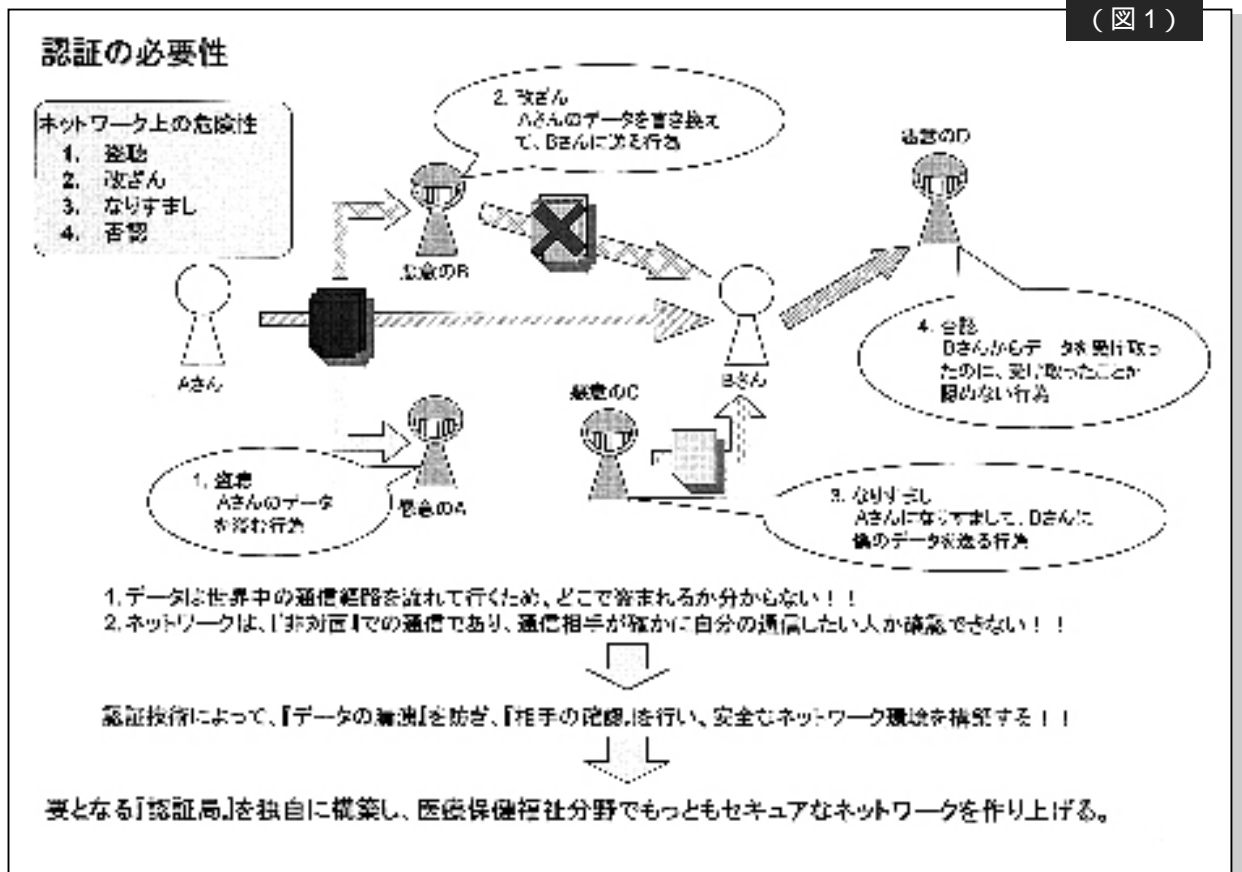 (図1)
認証の必要性
ネットワーク上の危険性
1. 盗聴
2. 改ざん
3. なりすまし
4. 否認
2. 改ざん
Aさんのデータを書き換え
て、Bさんに送る行為
悪意のD
悪意のB
Aさん
Bさん
4. 否認
Bさんからデータを受け取っ
たのに、受け取ったことが
認めない行為
悪意のC
1. 盗聴
Aさんのデータ
を盗む行為
悪意のA
3. なりすまし
Aさんになりすまして、Bさんに
偽のデータを送る行為
1.データは世界中の通信経路を流れて行くため、どこで盗まれるか分からない！！
2.ネットワークは、『非対面』での通信であり、通信相手が確かに自分の通信したい人か確認できない！！
認証技術によって、『データの漏洩』を防ぎ、『相手の確認』を行い、安全なネットワーク環境を構築する！！
要となる『認証局』を独自に構築し、医療保健福祉分野でもっともセキュアなネットワークを作り上げる。